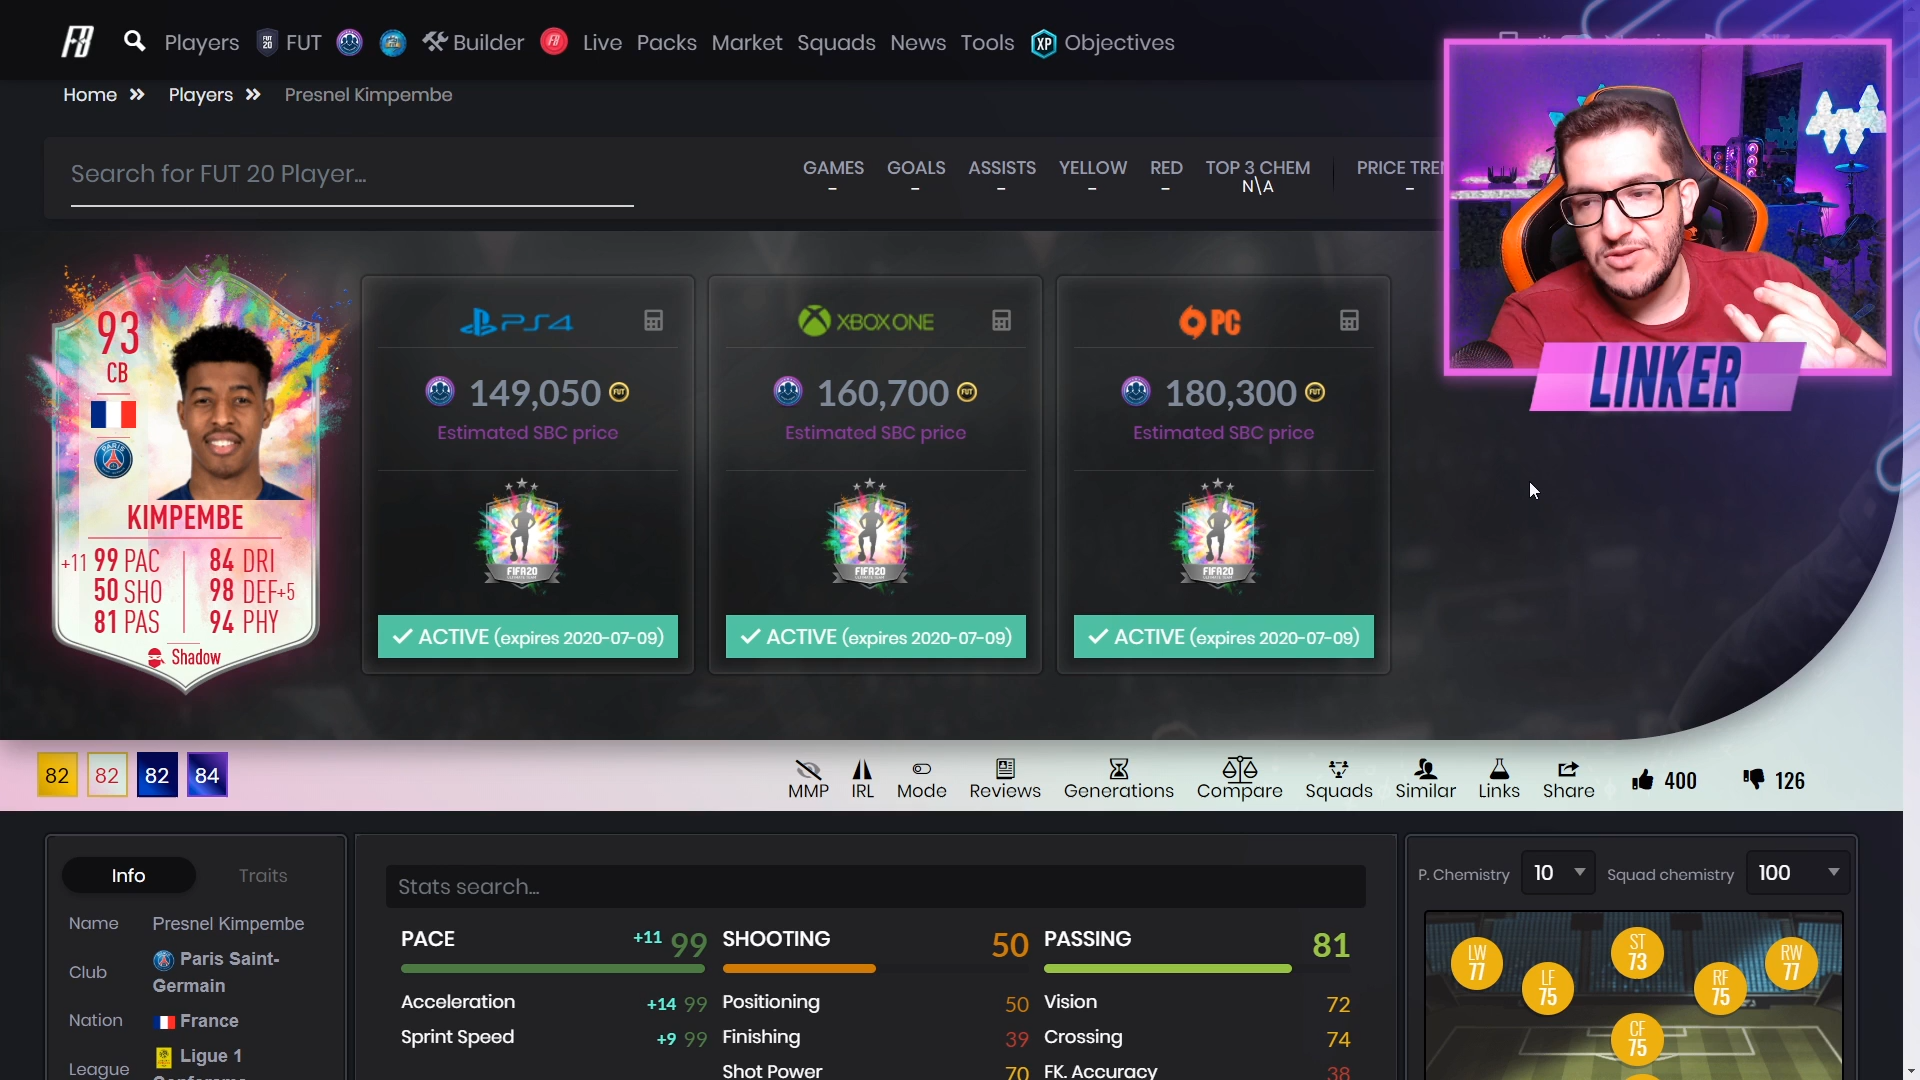 FB Players FUT Builder Live Packs Market Squads News Tools XP Objectives
Home » Players » Presnel Kimpembe
Search for FUT 20 Player...
GAMES GOALS ASSISTS YELLOW RED TOP 3 CHEM
- - - - - N\A -
93
CB
KIMPEMBE
+11 99 PAC 84 DRI
50 SHO 98 DEF+5
81 PAS 94 PHY
Shadow
PS4
149,050
Estimated SBC price
FIFA20
ACTIVE (expires 2020-07-09)
XBOX ONE
160,700
Estimated SBC price
FIFA20
ACTIVE (expires 2020-07-09)
PC
180,300
Estimated SBC price
FIFA20
ACTIVE (expires 2020-07-09)
LINKER
82 82 82 84
MMP IRL Mode Reviews Generations Compare Squads Similar Links Share 400 126
Info Traits
Name Presnel Kimpembe
Club Paris Saint-
Germain
Nation France
League Ligue 1
Stats search...
PACE +11 99
Acceleration +14 99
Sprint Speed +9 99
SHOOTING 50
Positioning 50
Finishing 39
Shot Power 70
PASSING 81
Vision 72
Crossing 74
FK. Accuracy 38
P. Chemistry 10 Squad chemistry 100
LW
77
LF
75
ST
73
RF
75
RW
77
CF
75